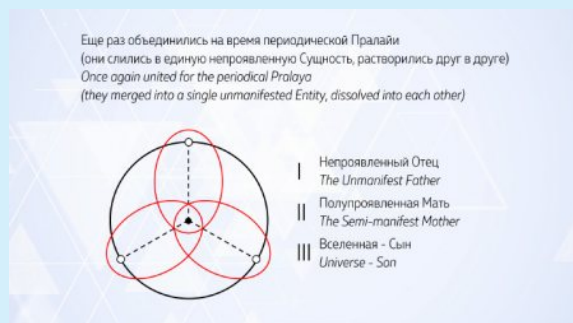 Еще раз объединились на время периодической Пралайи
(они слились в единую непроявленную Сущность, растворились друг в друге)
Once again united for the periodical Pralaya
(they merged into a single unmanifested Entity, dissolved into each other)
I Непроявленный Отец
The Unmanifest Father
II Полупроявленная Мать
The Semi-manifest Mother
III Вселенная - Сын
Universe - Son